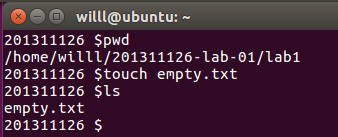 willl@ubuntu: ~
201311126 $pwd
/home/willl/201311126-lab-01/lab1
201311126 $touch empty.txt
201311126 $ls
empty.txt
201311126 $